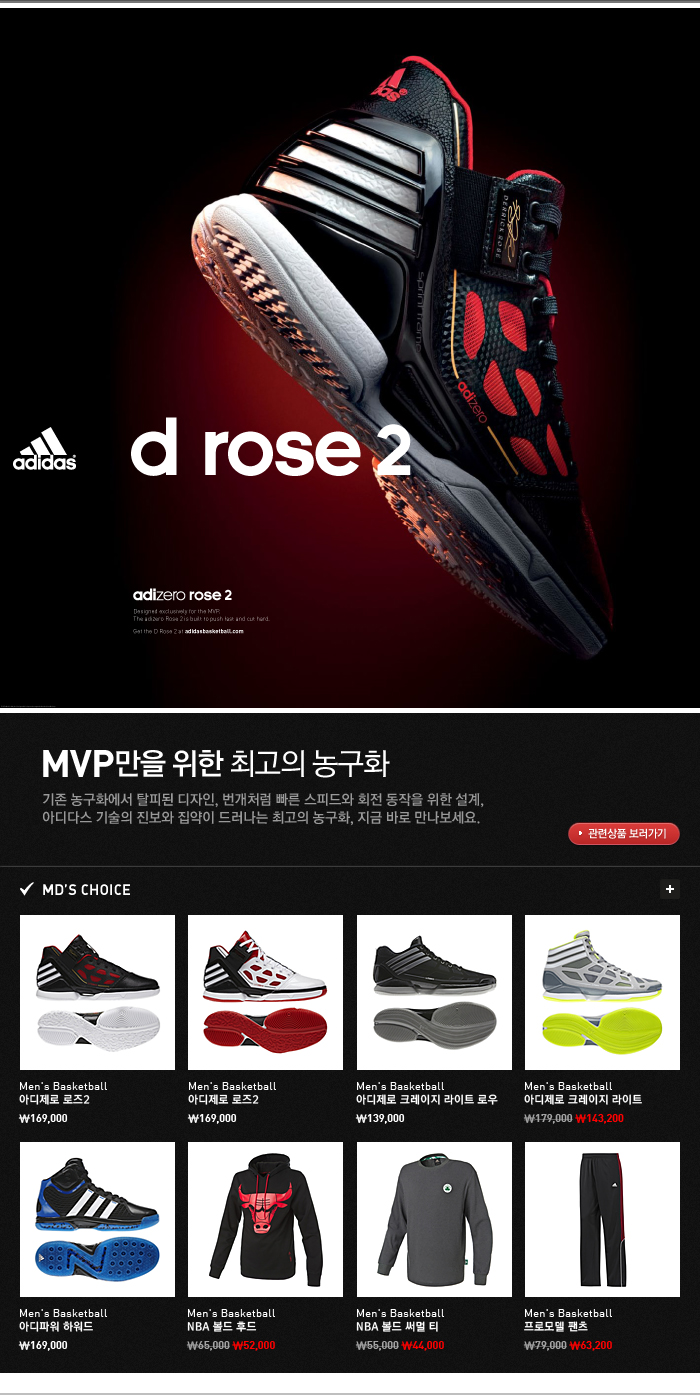 adidas
DERRICK ROSE
sprintframe
adizero
adidas
d rose 2
adizero rose 2
Designed exclusively for the MVP.
The adizero Rose 2 is built to push fast and cut hard.
Get the D Rose 2 at adidasbasketball.com
MVP만을 위한 최고의 농구화
기존 농구화에서 탈피된 디자인, 번개처럼 빠른 스피드와 회전 동작을 위한 설계,
아디다스 기술의 진보와 집약이 드러나는 최고의 농구화, 지금 바로 만나보세요.
관련상품 보러가기
MD'S CHOICE
Men's Basketball
아디제로 로즈2
₩169,000
Men's Basketball
아디제로 로즈2
₩169,000
Men's Basketball
아디제로 크레이지 라이트 로우
₩139,000
Men's Basketball
아디제로 크레이지 라이트
₩179,000 ₩143,200
Men's Basketball
아디파워 하워드
₩169,000
Men's Basketball
NBA 볼드 후드
₩65,000 ₩52,000
Men's Basketball
NBA 볼드 써멀 티
₩55,000 ₩44,000
Men's Basketball
프로모델 팬츠
₩79,000 ₩63,200